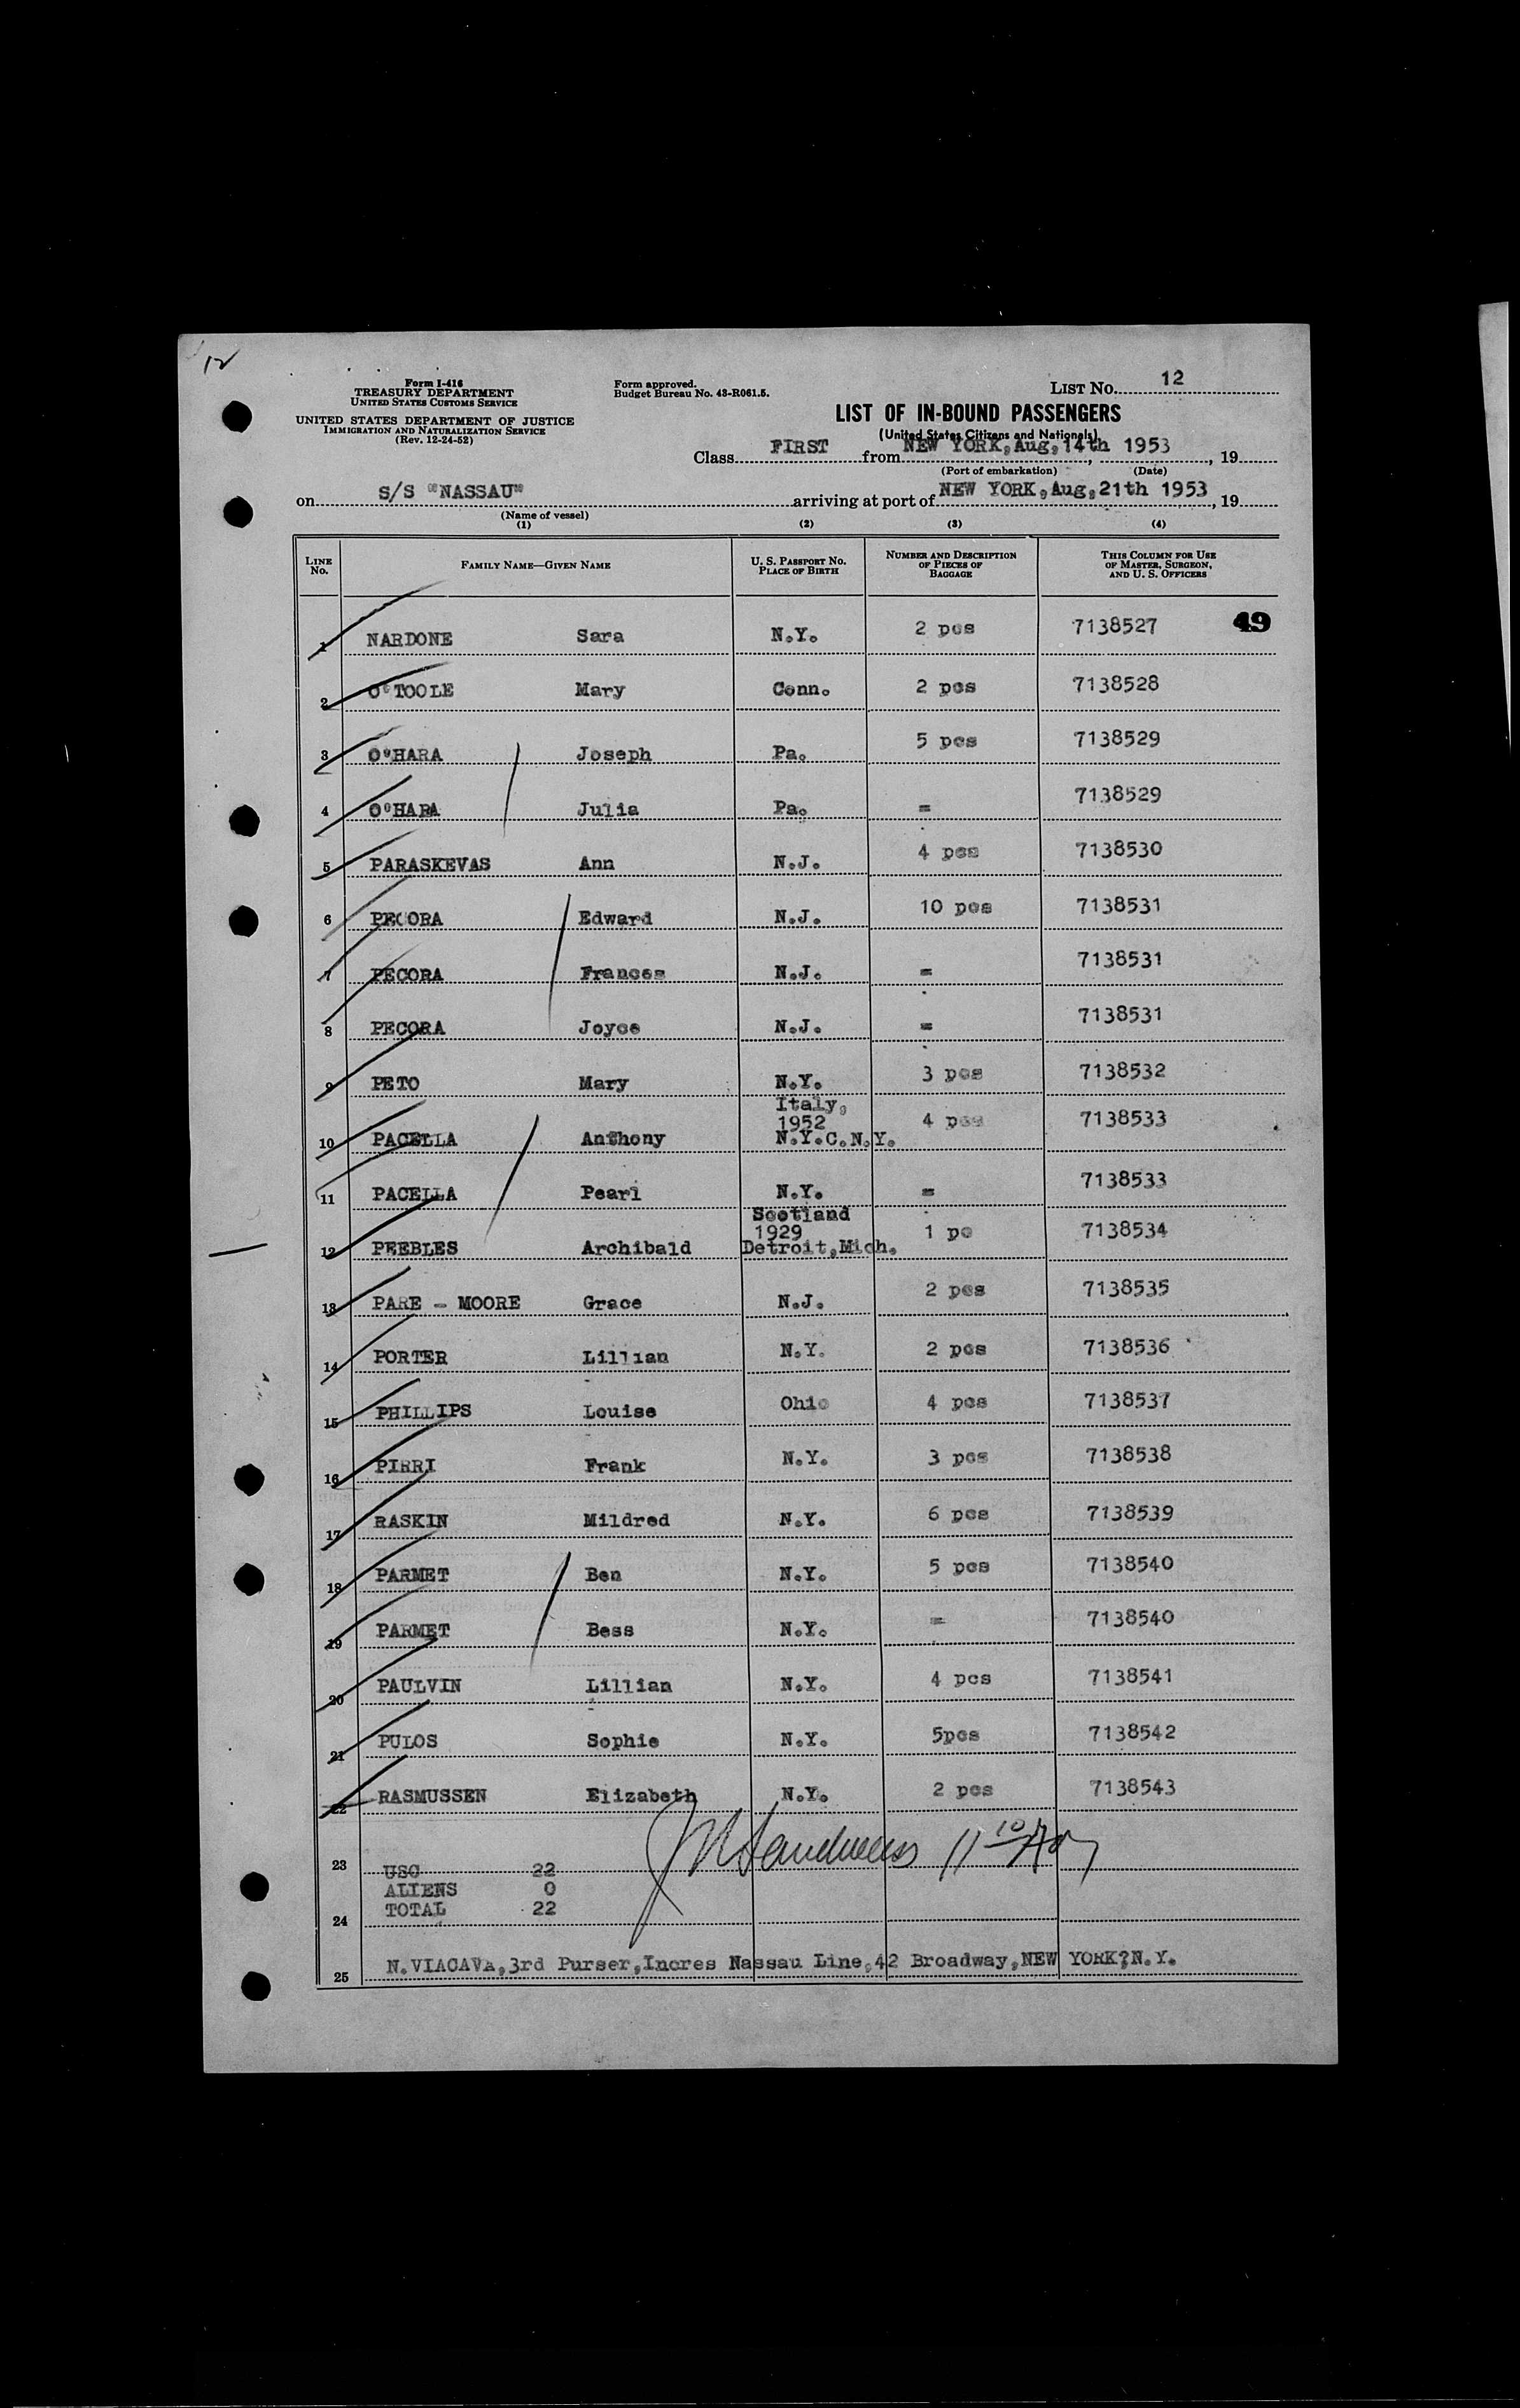 12
Form I-416
TREASURY DEPARTMENT
UNITED STATES CUSTOMS SERVICE
UNITED STATES DEPARTMENT OF JUSTICE
IMMIGRATION AND NATURALIZATION SERVICE
(Rev. 12-24-52)
Form approved.
Budget Bureau No. 43-R061.5.
LIST NO. 12
LIST OF IN-BOUND PASSENGERS
(United States Citizens and Nationals)
Class FIRST from NEW YORK, Aug, 14th 1953, 19
(Port of embarkation) (Date)
on S/S "NASSAU" arriving at port of NEW YORK, Aug, 21th 1953, 19
(Name of vessel)
(1) (2) (3) (4)
LINE NO. FAMILY NAME—GIVEN NAME U. S. PASSPORT NO. PLACE OF BIRTH NUMBER AND DESCRIPTION OF PIECES OF BAGGAGE THIS COLUMN FOR USE OF MASTER, SURGEON, AND U. S. OFFICERS
1 NARDONE Sara N.Y. 2 pcs 7138527 49
2 O'TOOLE Mary Conn. 2 pcs 7138528
3 O'HARA Joseph Pa. 5 pcs 7138529
4 O'HARA Julia Pa. = 7138529
5 PARASKEVAS Ann N.J. 4 pcs 7138530
6 PECORA Edward N.J. 10 pcs 7138531
7 PECORA Frances N.J. = 7138531
8 PECORA Joyce N.J. = 7138531
9 PETO Mary N.Y. 3 pcs 7138532
Italy,
1952
10 PACELLA Anthony N.Y.C.N.Y. 4 pcs 7138533
11 PACELLA Pearl N.Y. = 7138533
Scotland
1929
12 PEEBLES Archibald Detroit,Mich. 1 pc 7138534
13 PARE - MOORE Grace N.J. 2 pcs 7138535
14 PORTER Lillian N.Y. 2 pcs 7138536
15 PHILLIPS Louise Ohio 4 pcs 7138537
16 PIRRI Frank N.Y. 3 pcs 7138538
17 RASKIN Mildred N.Y. 6 pcs 7138539
18 PARMET Ben N.Y. 5 pcs 7138540
19 PARMET Bess N.Y. = 7138540
20 PAULVIN Lillian N.Y. 4 pcs 7138541
21 PULOS Sophie N.Y. 5pcs 7138542
22 RASMUSSEN Elizabeth N.Y. 2 pcs 7138543
23 USC 22
ALIENS 0
24 TOTAL 22
25 N.VIACAVA,3rd Purser,Incres Nassau Line,42 Broadway,NEW YORK?N.Y.